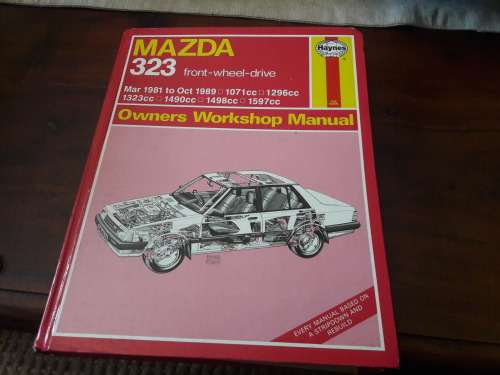 MAZDA
323 front-wheel-drive
Mar 1981 to Oct 1989 □ 1071cc □ 1296cc
1323cc □ 1490cc □ 1498cc □ 1597cc
Haynes
Owners Workshop Manual
EVERY MANUAL BASED ON
A STRIPDOWN AND
REBUILD